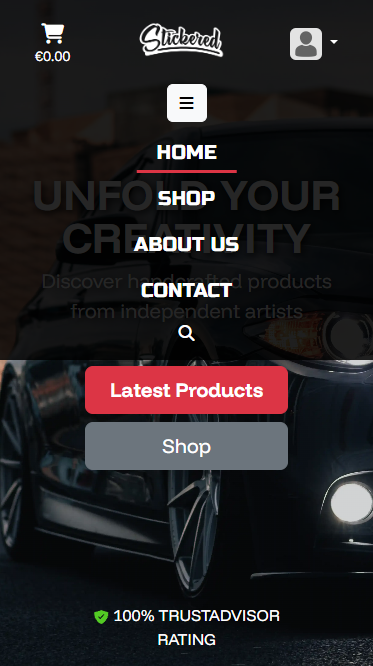 €0.00
Stickered
HOME
SHOP
ABOUT US
CONTACT
UNFOLD YOUR
CREATIVITY
Discover handcrafted products
from independent artists
Latest Products
Shop
100% TRUSTADVISOR
RATING